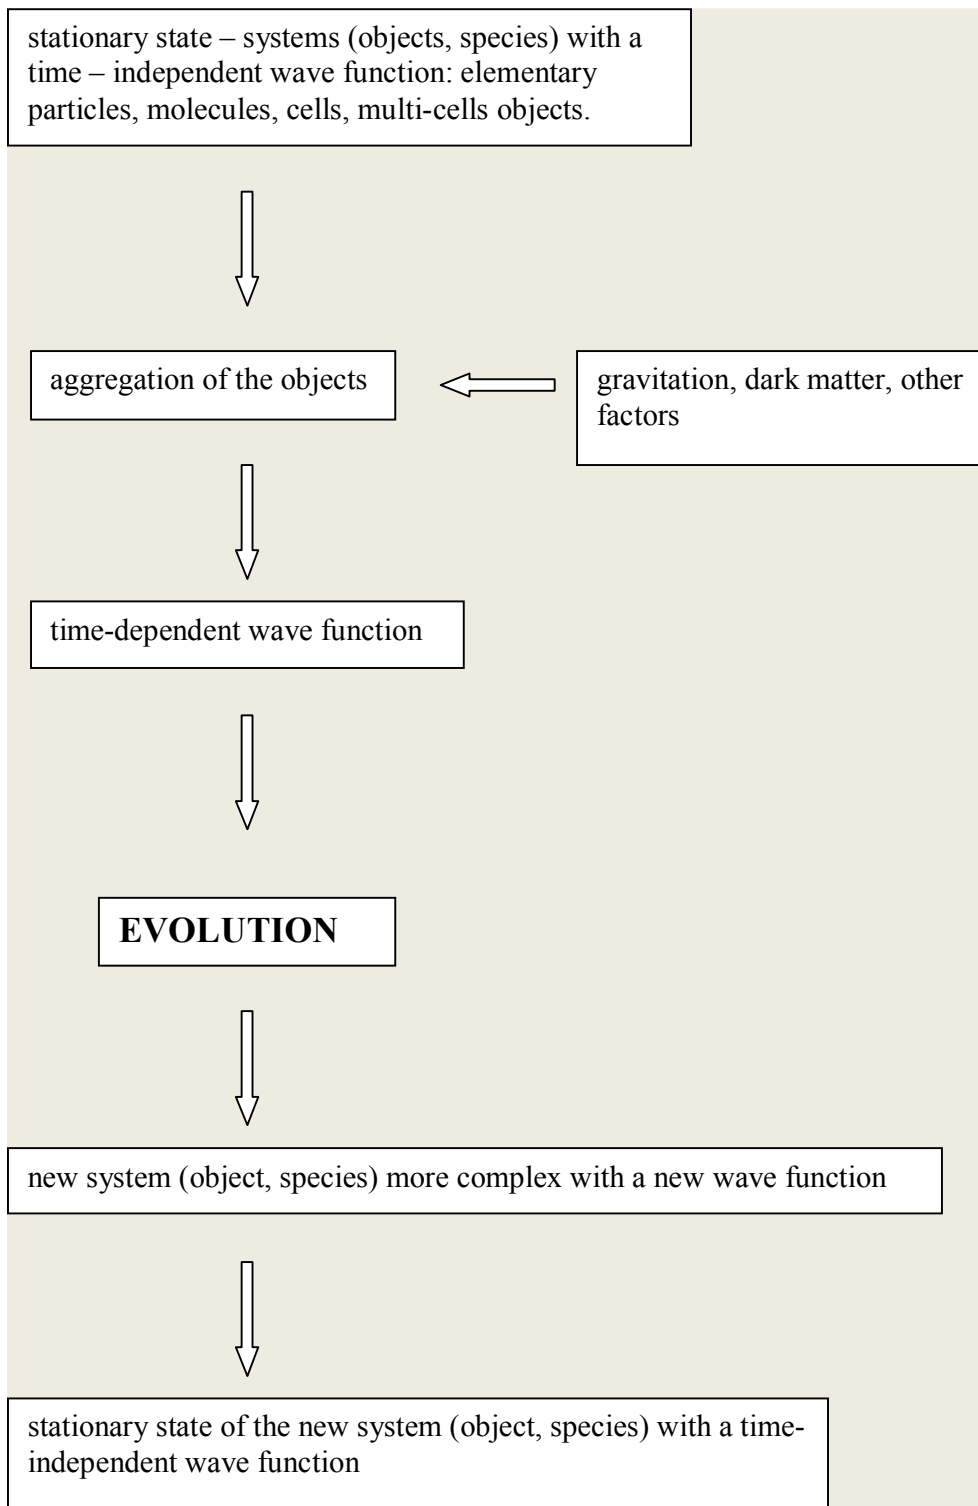 stationary state – systems (objects, species) with a
time – independent wave function: elementary
particles, molecules, cells, multi-cells objects.
aggregation of the objects
gravitation, dark matter, other
factors
time-dependent wave function
EVOLUTION
new system (object, species) more complex with a new wave function
stationary state of the new system (object, species) with a time-
independent wave function